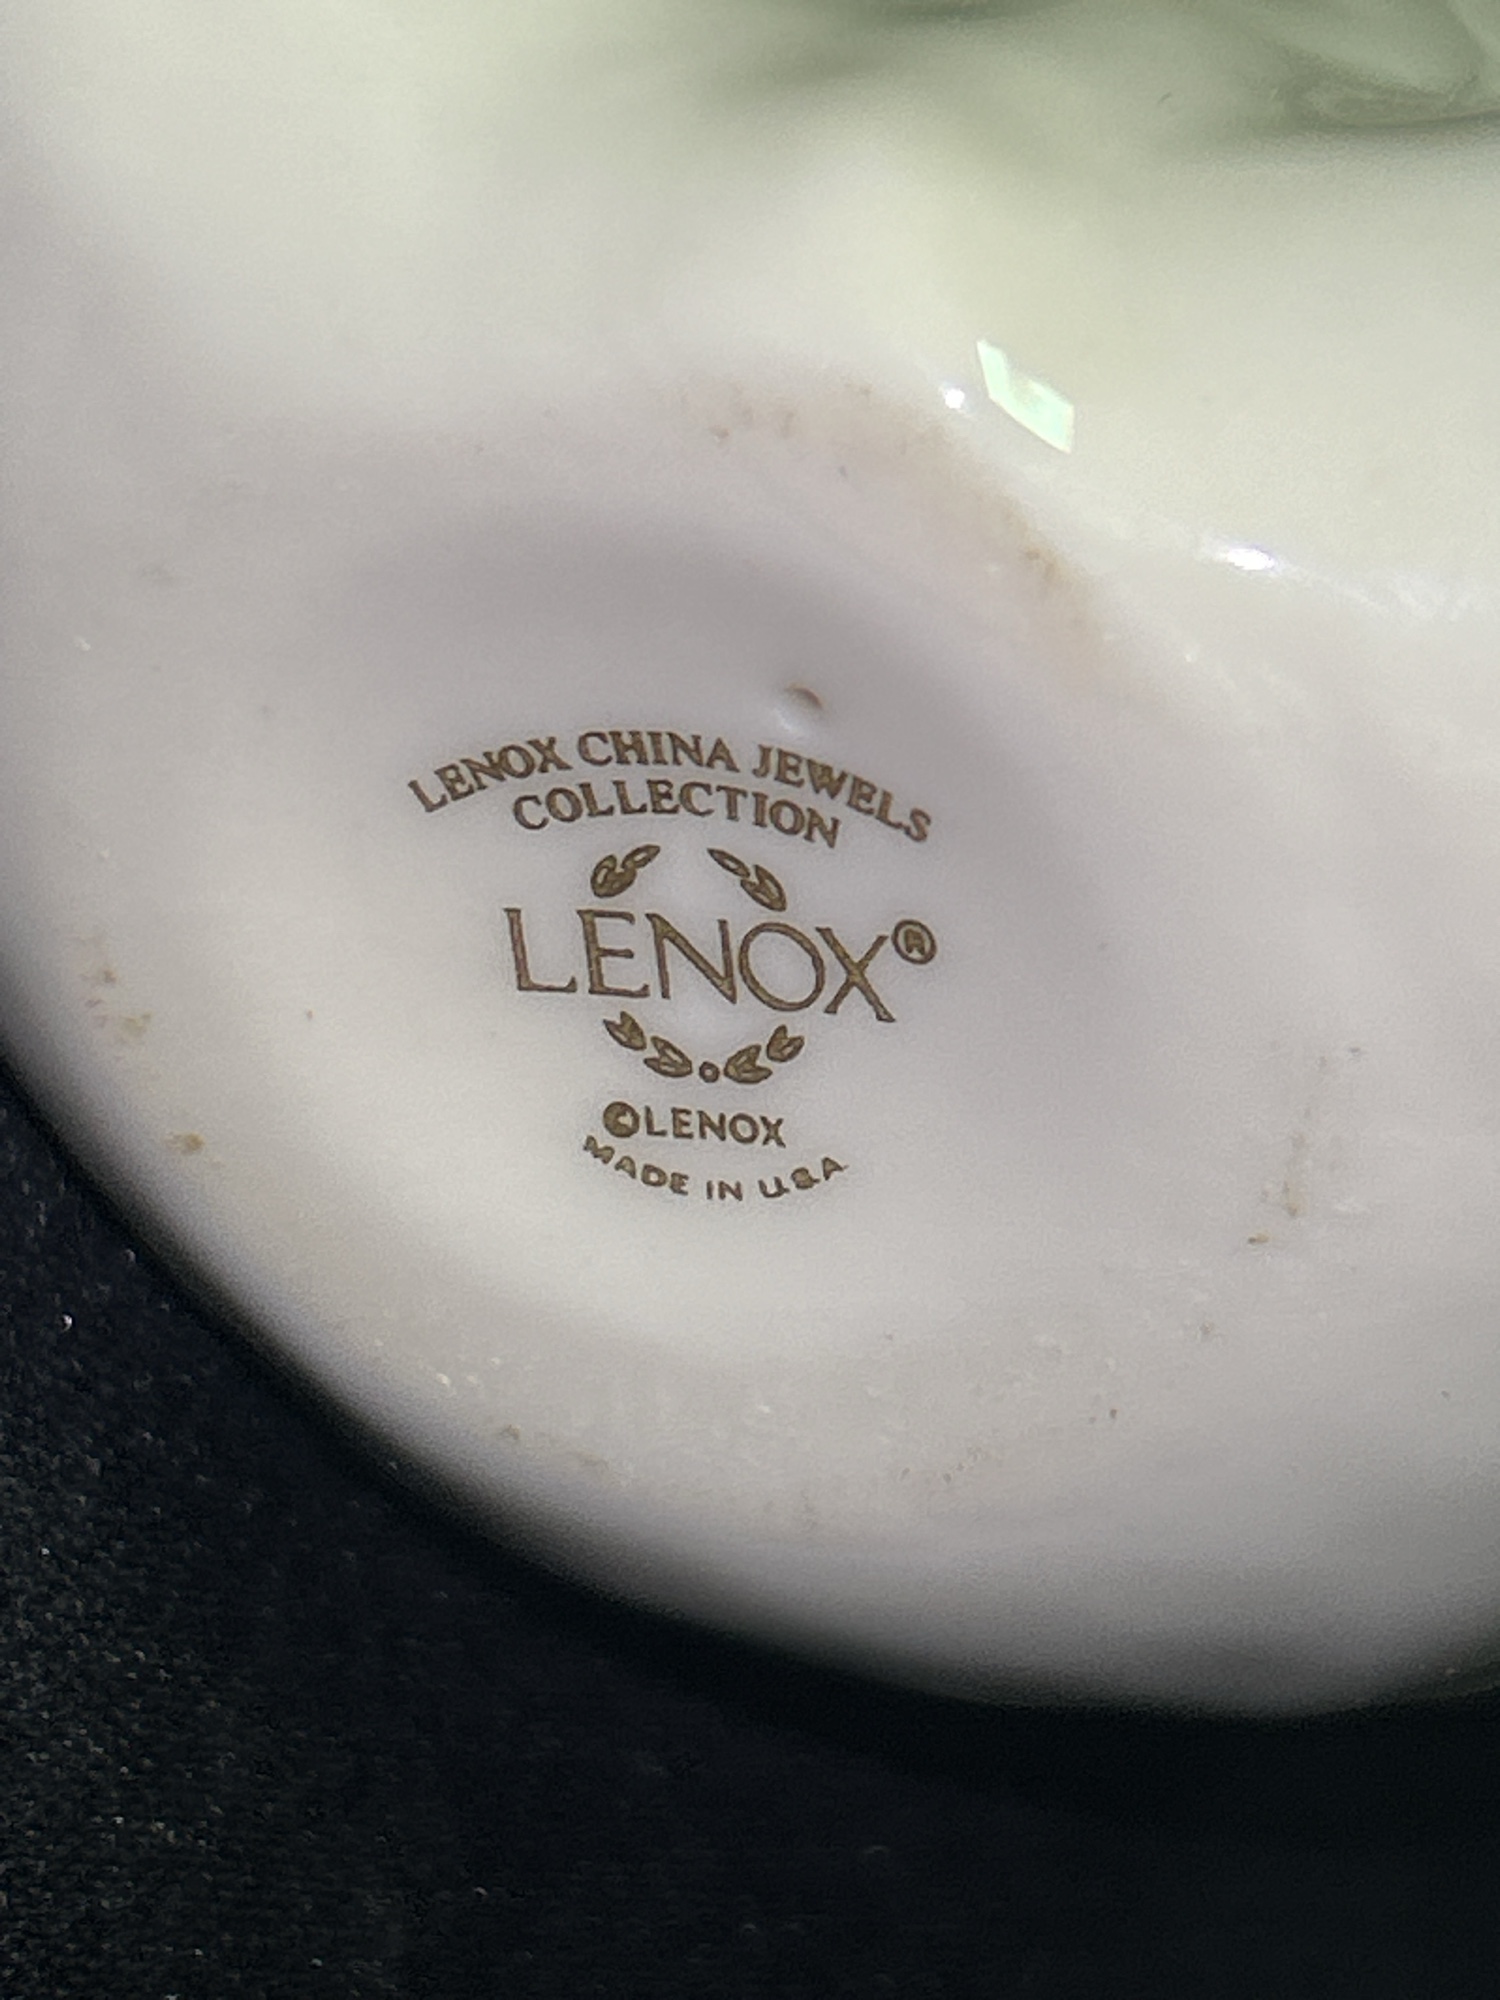 LENOX CHINA JEWELS
COLLECTION
LENOX®
©LENOX
MADE IN U.S.A.